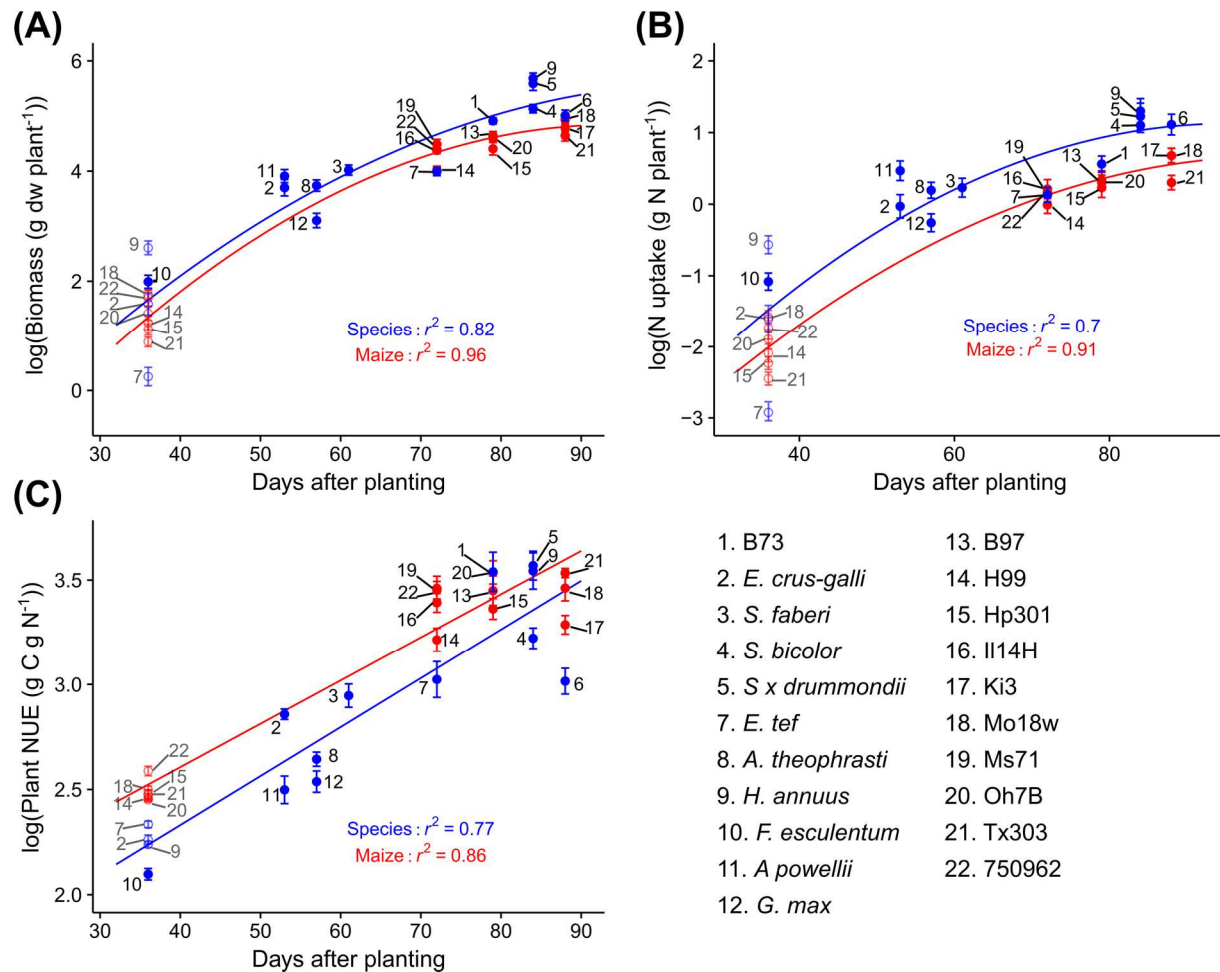 (A)
log(Biomass (g dw plant⁻¹))
6
4
2
0
9
5
6
1
4
18
19
22
13
17
16
20
21
15
3
11
8
7
14
2
12
9
10
18
22
2
14
20
15
21
7
Species : r² = 0.82
Maize : r² = 0.96
30 40 50 60 70 80 90
Days after planting
(B)
log(N uptake (g N plant⁻¹))
2
1
0
−1
−2
−3
9
5
4
6
19
13
17
18
11
16
1
8
3
7
20
21
2
15
12
22
14
9
10
2
18
22
20
14
15
21
7
Species : r² = 0.7
Maize : r² = 0.91
40 60 80
Days after planting
(C)
log(Plant NUE (g C g N⁻¹))
3.5
3.0
2.5
2.0
1
5
19
20
9
21
22
13
15
18
16
14
4
17
3
7
6
2
8
11
12
22
18
15
14
21
20
7
2
9
10
Species : r² = 0.77
Maize : r² = 0.86
30 40 50 60 70 80 90
Days after planting
1. B73
2. E. crus-galli
3. S. faberi
4. S. bicolor
5. S x drummondii
7. E. tef
8. A. theophrasti
9. H. annuus
10. F. esculentum
11. A powellii
12. G. max
13. B97
14. H99
15. Hp301
16. Il14H
17. Ki3
18. Mo18w
19. Ms71
20. Oh7B
21. Tx303
22. 750962